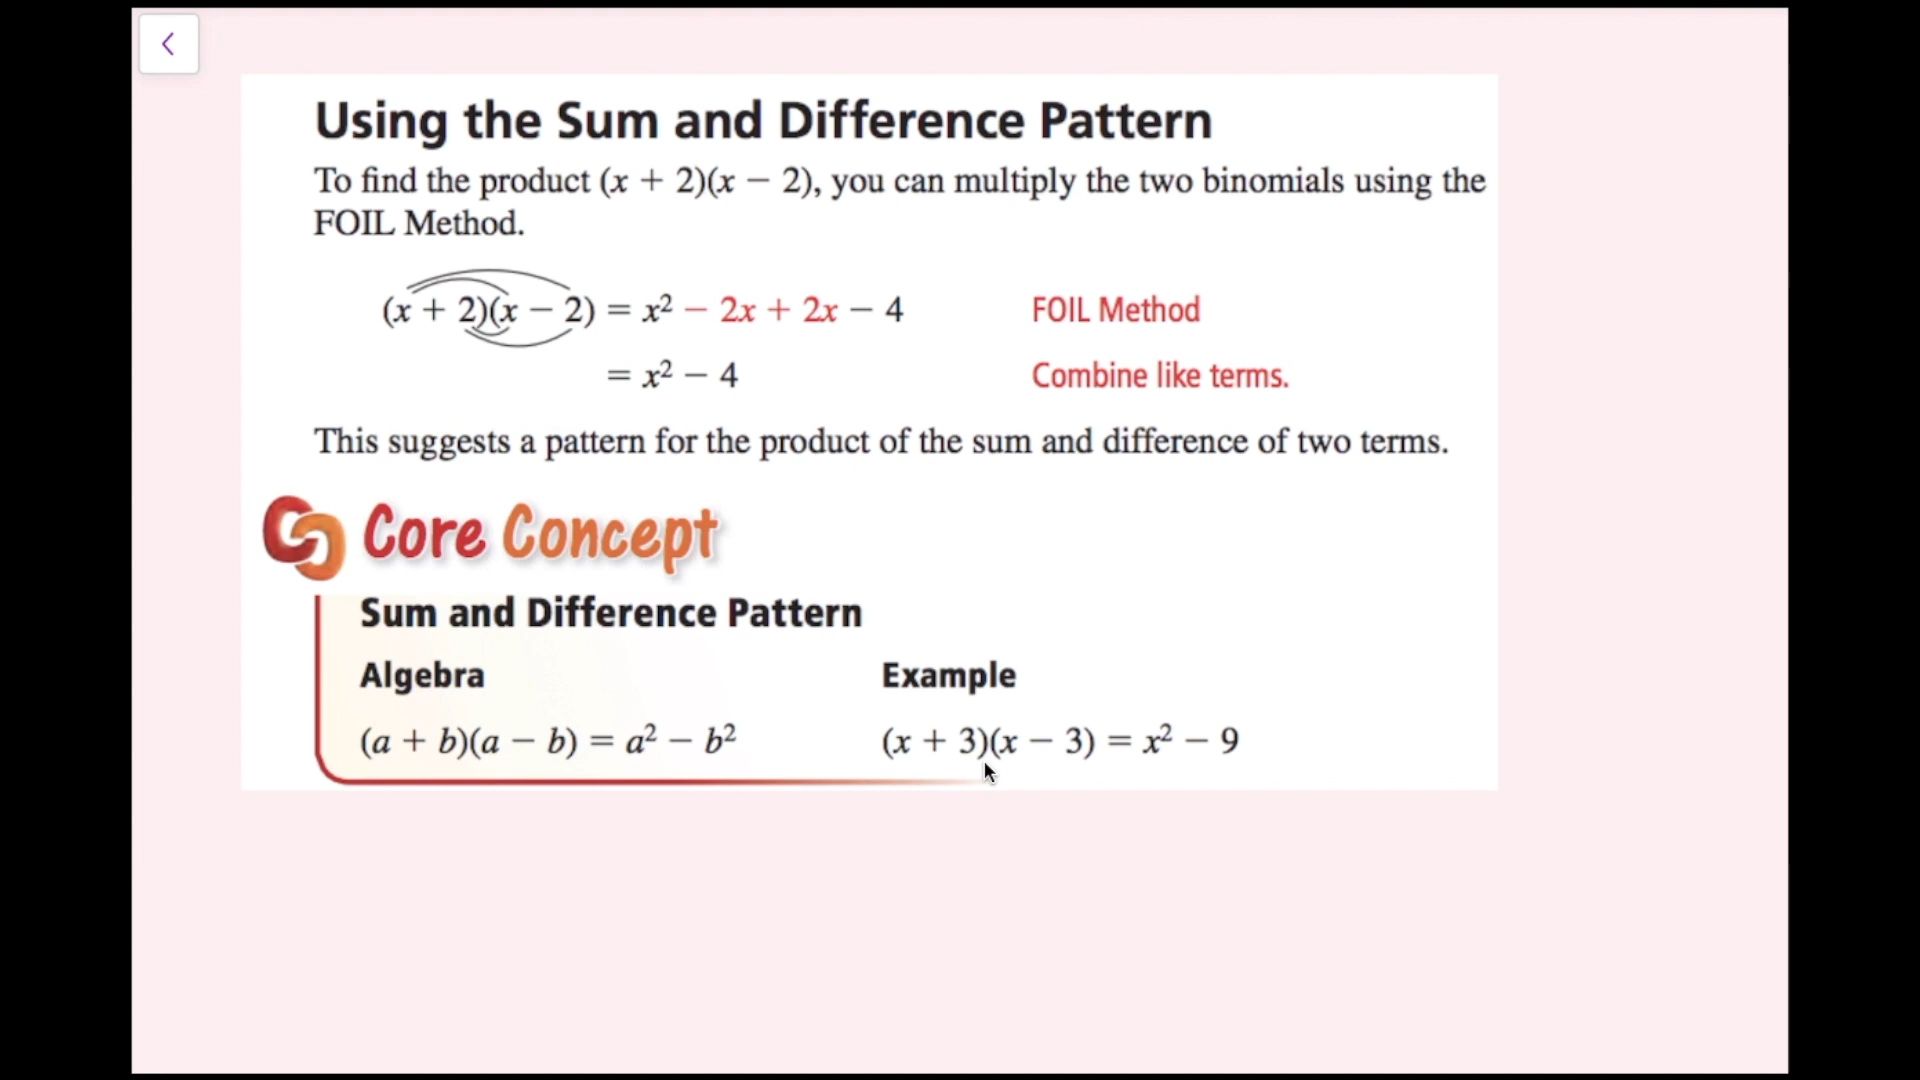 Using the Sum and Difference Pattern
To find the product (x + 2)(x − 2), you can multiply the two binomials using the
FOIL Method.
(x + 2)(x − 2) = x² − 2x + 2x − 4 FOIL Method
= x² − 4 Combine like terms.
This suggests a pattern for the product of the sum and difference of two terms.
Core Concept
Sum and Difference Pattern
Algebra Example
(a + b)(a − b) = a² − b² (x + 3)(x − 3) = x² − 9